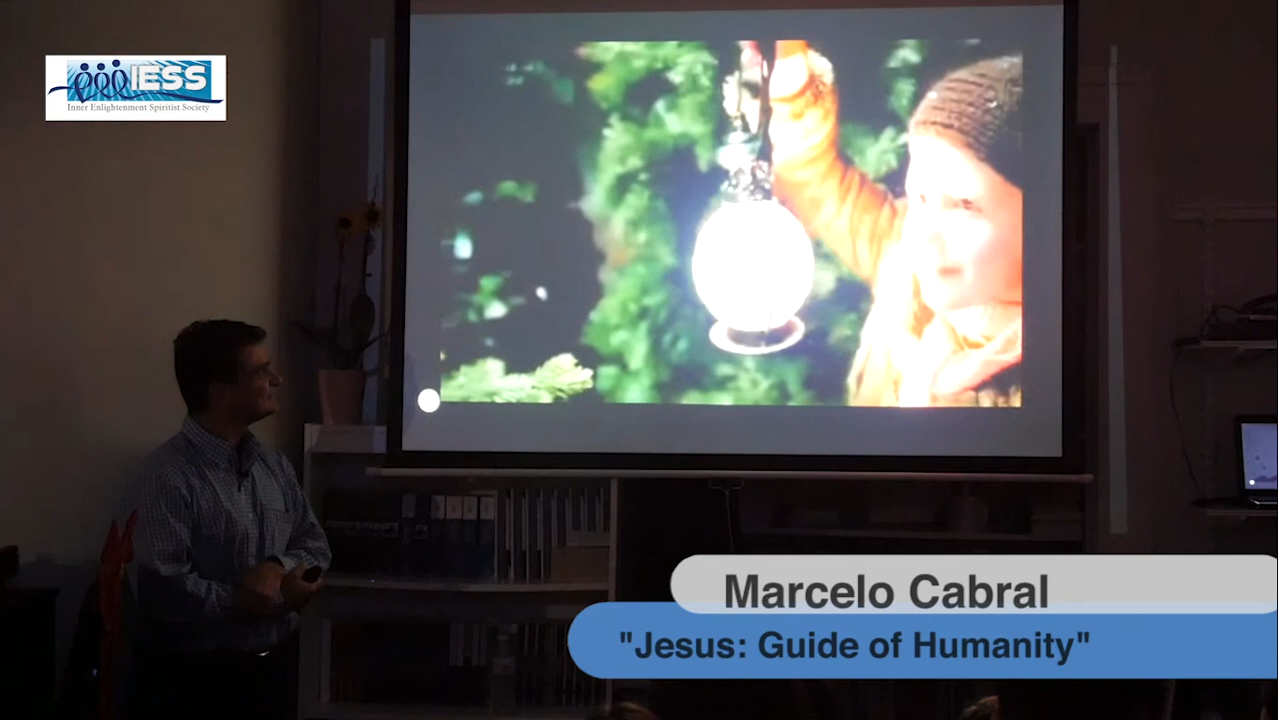 IESS
Inner Enlightenment Spiritist Society
Marcelo Cabral
"Jesus: Guide of Humanity"